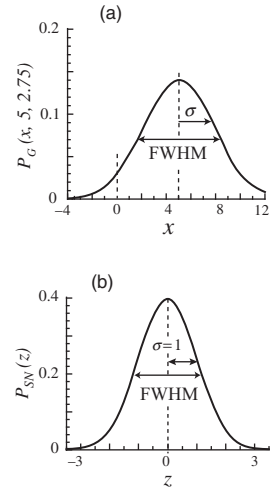 (a)
0.2
0.1
0
P_G (x, 5, 2.75)
σ
FWHM
-4 0 4 8 12
x
(b)
0.4
0.2
0
P_SN (z)
σ=1
FWHM
-3 0 3
z